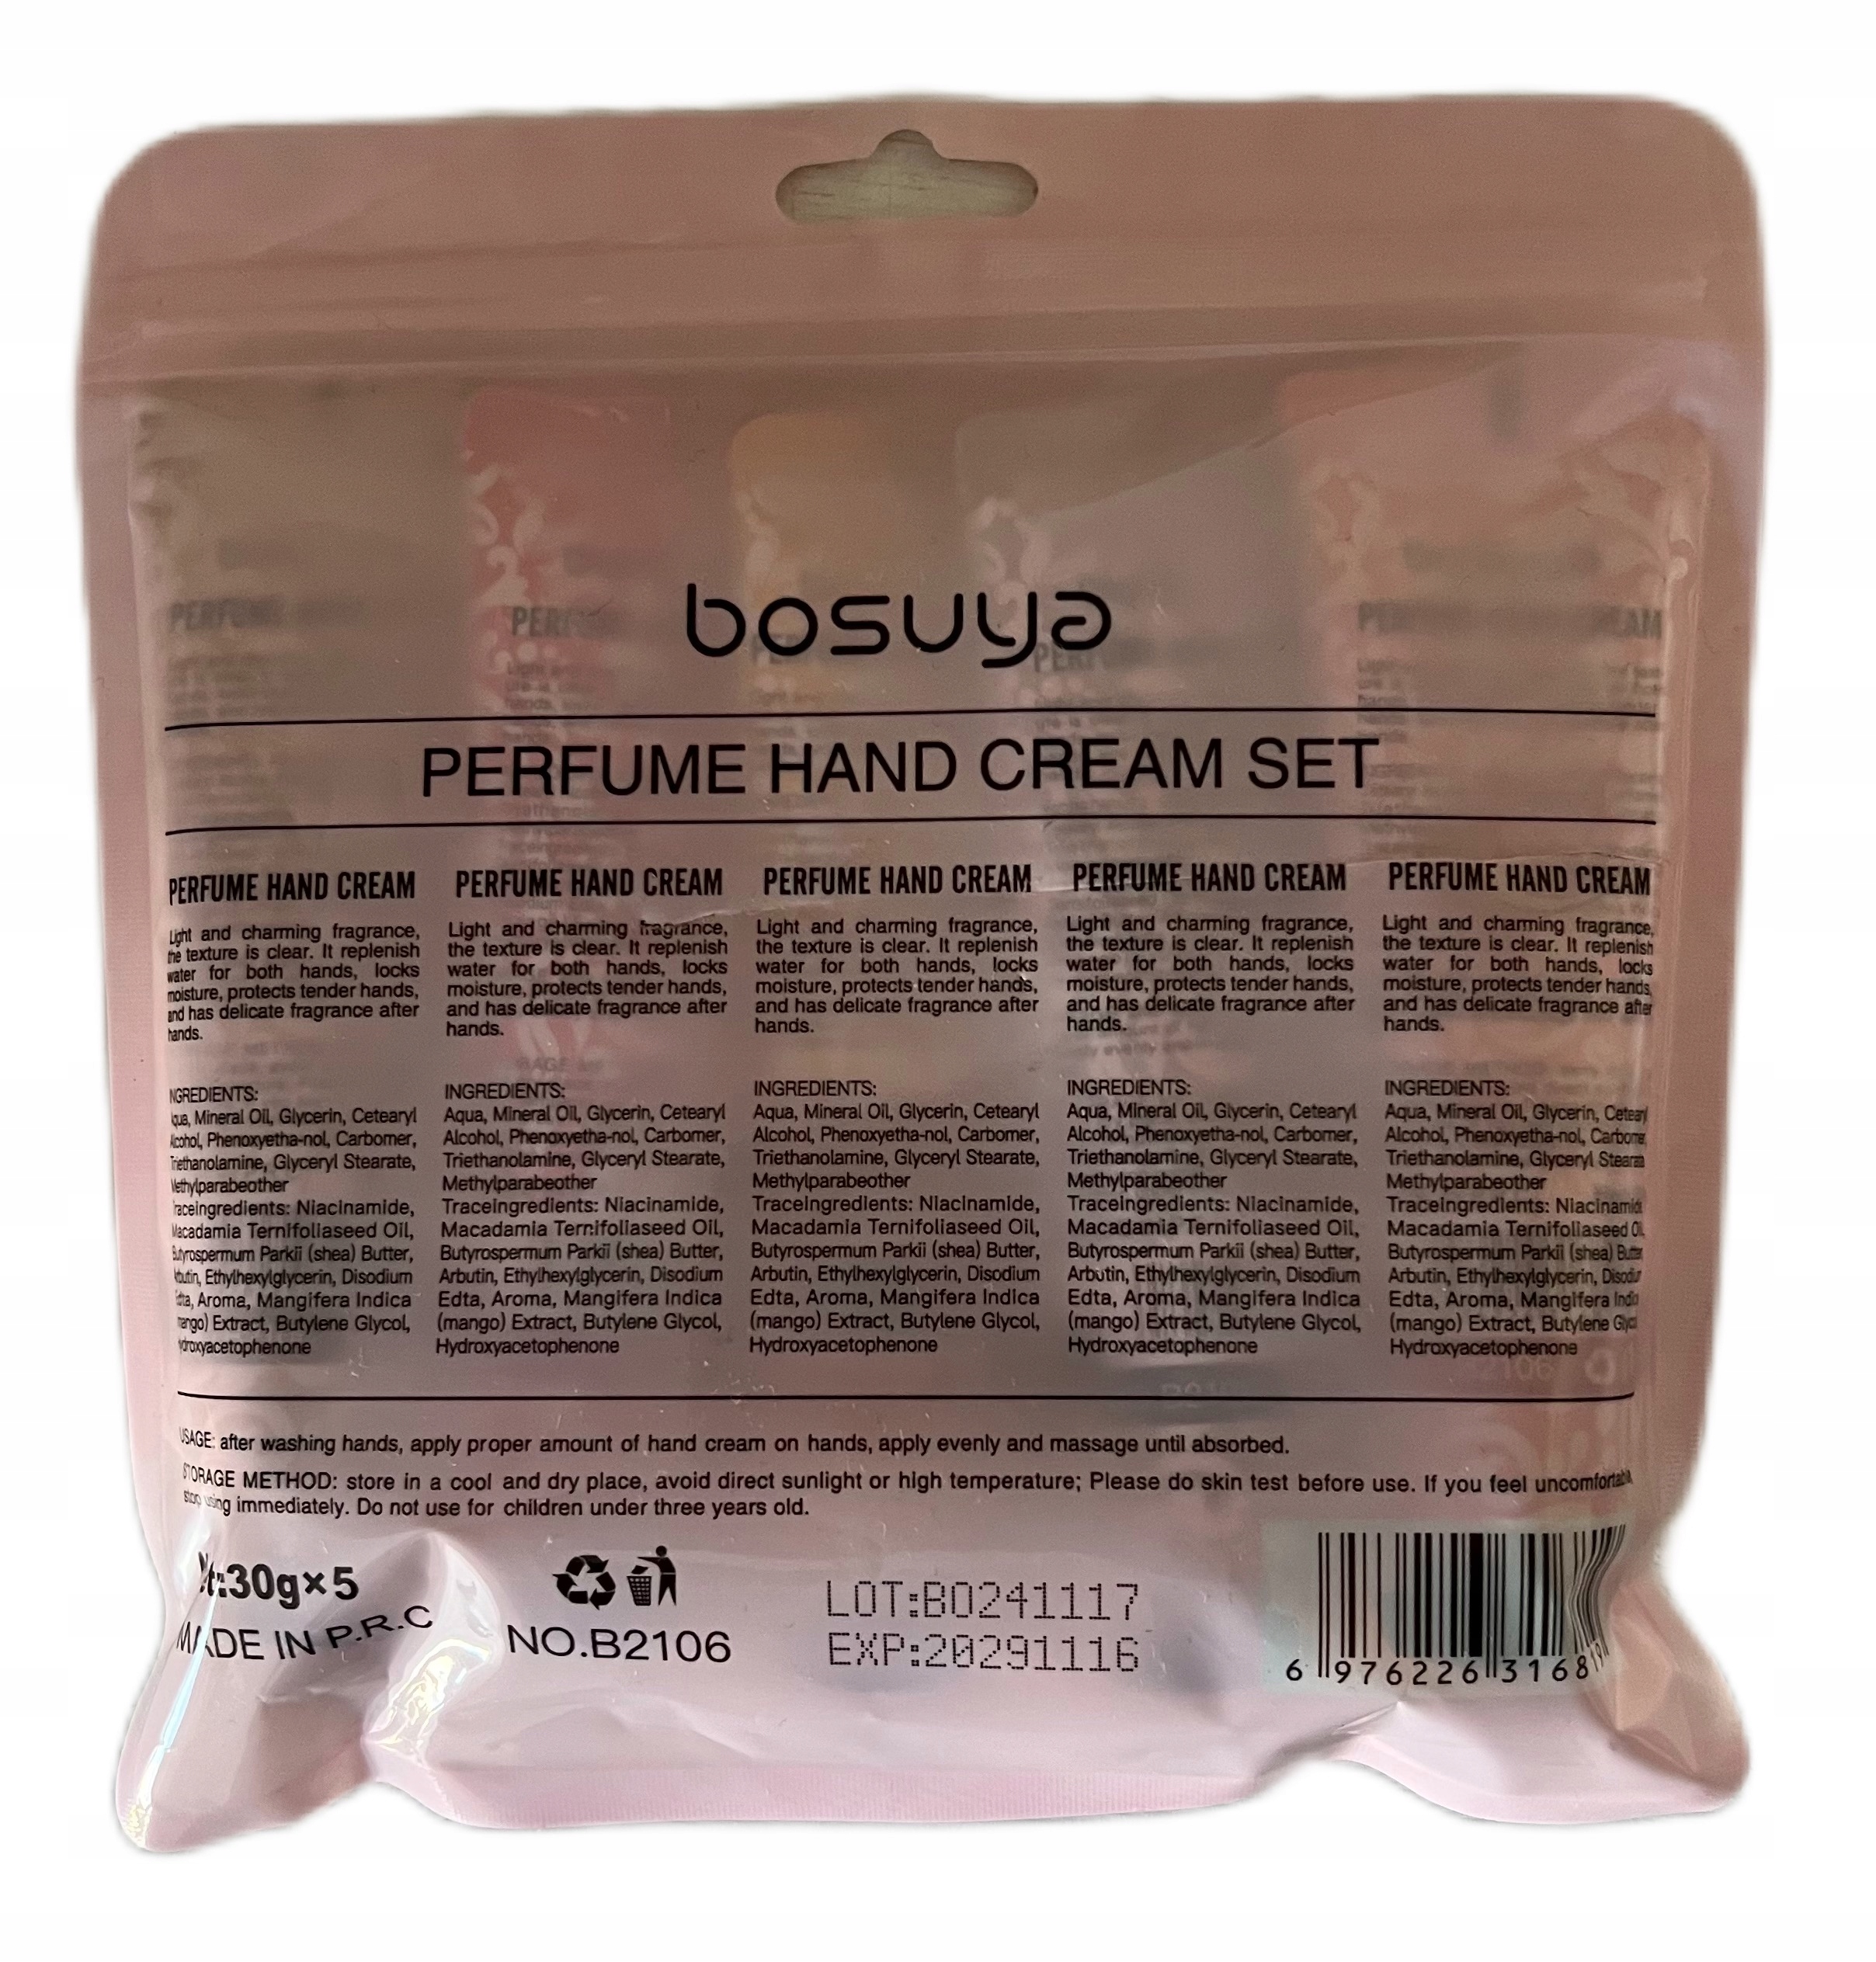 bosuya
PERFUME HAND CREAM SET
PERFUME HAND CREAM
Light and charming fragrance,
the texture is clear. It replenish
water for both hands, locks
moisture, protects tender hands,
and has delicate fragrance after
hands.
NGREDIENTS:
Mineral Oil, Glycerin, Cetearyl
Phenoxyetha-nol, Carbomer,
Triethanolamine, Glyceryl Stearate,
Methylparabeother
Niacinamide,
Macadamia Ternifoliaseed Oil,
Butyrospermum Parkii (shea) Butter,
Ethylhexylglycerin, Disodium
Aroma, Mangifera Indica
Extract, Butylene Glycol,
PERFUME HAND CREAM
Light and charming fragrance,
the texture is clear. It replenish
water for both hands, locks
moisture, protects tender hands,
and has delicate fragrance after
hands.
INGREDIENTS:
Aqua, Mineral Oil, Glycerin, Cetearyl
Alcohol, Phenoxyetha-nol, Carbomer,
Triethanolamine, Glyceryl Stearate,
Methylparabeother
Traceingredients: Niacinamide,
Macadamia Ternifoliaseed Oil,
Butyrospermum Parkii (shea) Butter,
Arbutin, Ethylhexylglycerin, Disodium
Edta, Aroma, Mangifera Indica
(mango) Extract, Butylene Glycol,
Hydroxyacetophenone
PERFUME HAND CREAM
Light and charming fragrance,
the texture is clear. It replenish
water for both hands, locks
moisture, protects tender hands,
and has delicate fragrance after
hands.
INGREDIENTS:
Aqua, Mineral Oil, Glycerin, Cetearyl
Alcohol, Phenoxyetha-nol, Carbomer,
Triethanolamine, Glyceryl Stearate,
Methylparabeother
Traceingredients: Niacinamide,
Macadamia Ternifoliaseed Oil,
Butyrospermum Parkii (shea) Butter,
Arbutin, Ethylhexylglycerin, Disodium
Edta, Aroma, Mangifera Indica
(mango) Extract, Butylene Glycol,
Hydroxyacetophenone
PERFUME HAND CREAM
Light and charming fragrance,
the texture is clear. It replenish
water for both hands, locks
moisture, protects tender hands,
and has delicate fragrance after
hands.
INGREDIENTS:
Aqua, Mineral Oil, Glycerin, Cetearyl
Alcohol, Phenoxyetha-nol, Carbomer,
Triethanolamine, Glyceryl Stearate,
Methylparabeother
Traceingredients: Niacinamide,
Macadamia Ternifoliaseed Oil,
Butyrospermum Parkii (shea) Butter,
Arbutin, Ethylhexylglycerin, Disodium
Edta, Aroma, Mangifera Indica
(mango) Extract, Butylene Glycol,
Hydroxyacetophenone
PERFUME HAND CREAM
Light and charming fragrance,
the texture is clear. It replenish
water for both hands, locks
moisture, protects tender hands,
and has delicate fragrance after
hands.
INGREDIENTS:
Aqua, Mineral Oil, Glycerin, Cetearyl
Alcohol, Phenoxyetha-nol,
Triethanolamine, Glyceryl
Methylparabeother
Traceingredients:
Macadamia Ternifoliaseed
Butyrospermum Parkii (shea)
Arbutin, Ethylhexylglycerin,
Edta, Aroma, Mangifera
(mango) Extract, Butylene
Hydroxyacetophenone
USAGE: after washing hands, apply proper amount of hand cream on hands, apply evenly and massage until absorbed.
STORAGE METHOD: store in a cool and dry place, avoid direct sunlight or high temperature; Please do skin test before use. If you feel uncomfortable,
stop using immediately. Do not use for children under three years old.
30g×5
MADE IN P.R.C
NO.B2106
LOT:B0241117
EXP:20291116
6 976226 3168